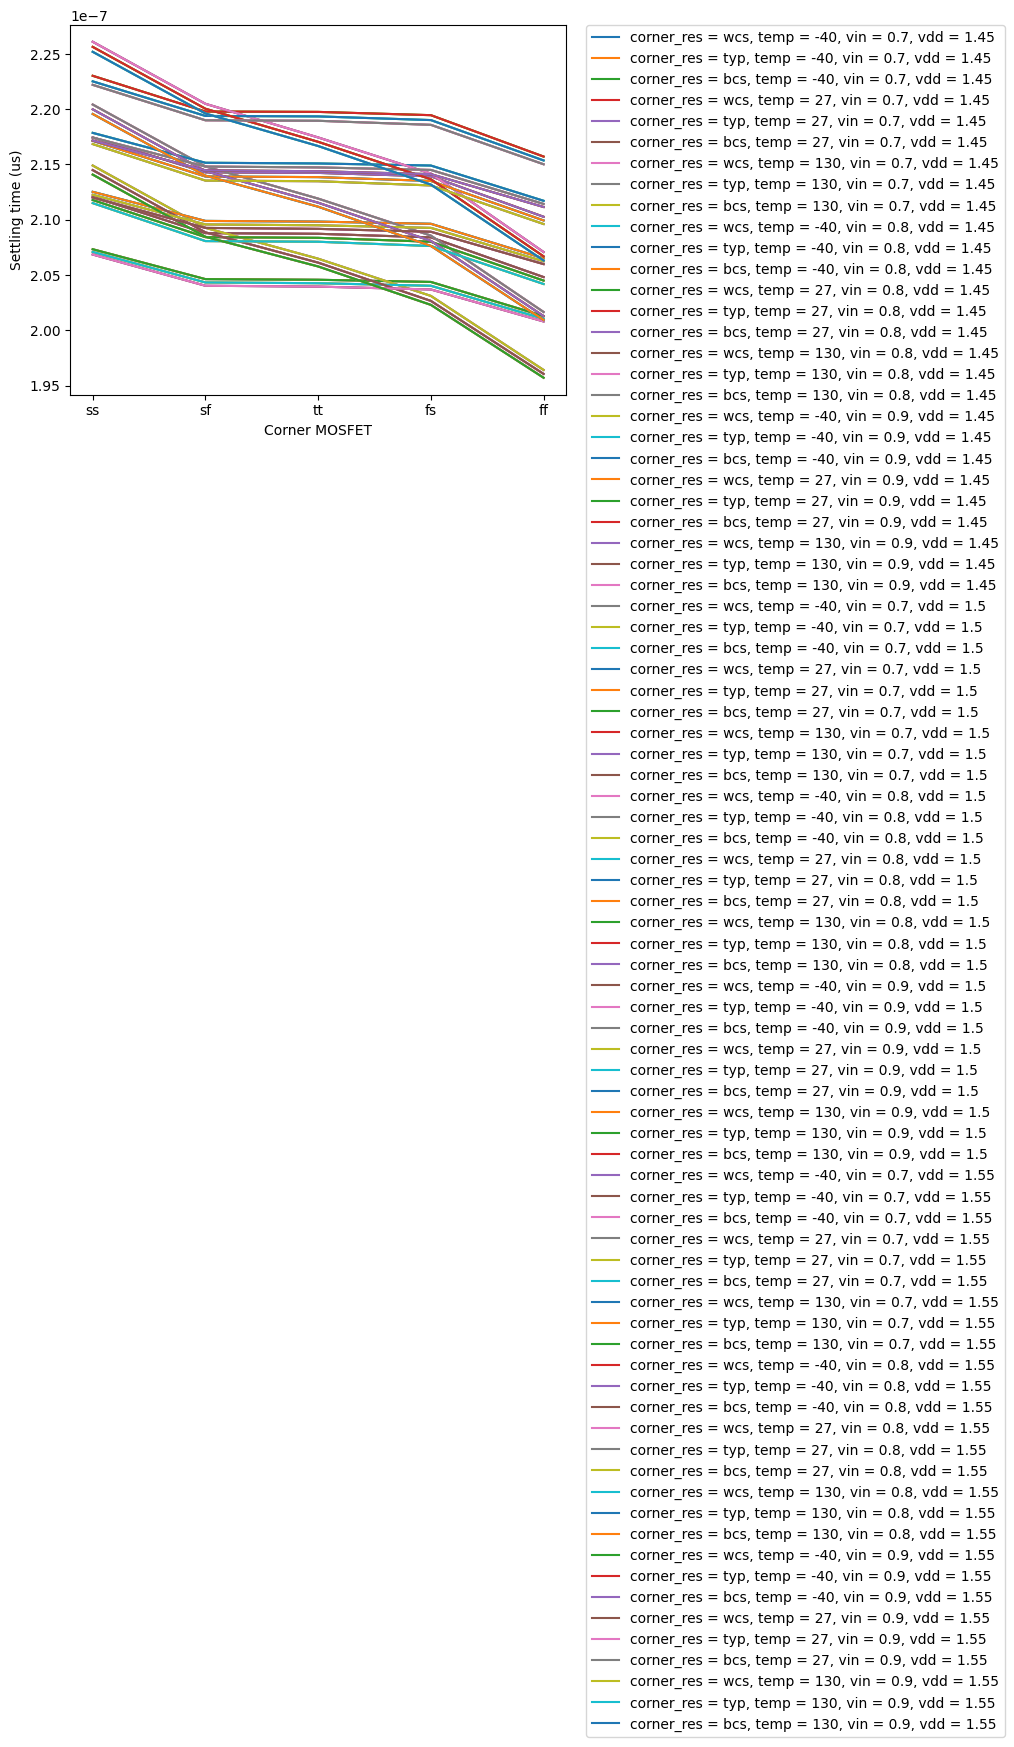 1e−7
2.25
2.20
2.15
2.10
2.05
2.00
1.95
Settling time (us)
ss sf tt fs ff
Corner MOSFET
corner_res = wcs, temp = -40, vin = 0.7, vdd = 1.45
corner_res = typ, temp = -40, vin = 0.7, vdd = 1.45
corner_res = bcs, temp = -40, vin = 0.7, vdd = 1.45
corner_res = wcs, temp = 27, vin = 0.7, vdd = 1.45
corner_res = typ, temp = 27, vin = 0.7, vdd = 1.45
corner_res = bcs, temp = 27, vin = 0.7, vdd = 1.45
corner_res = wcs, temp = 130, vin = 0.7, vdd = 1.45
corner_res = typ, temp = 130, vin = 0.7, vdd = 1.45
corner_res = bcs, temp = 130, vin = 0.7, vdd = 1.45
corner_res = wcs, temp = -40, vin = 0.8, vdd = 1.45
corner_res = typ, temp = -40, vin = 0.8, vdd = 1.45
corner_res = bcs, temp = -40, vin = 0.8, vdd = 1.45
corner_res = wcs, temp = 27, vin = 0.8, vdd = 1.45
corner_res = typ, temp = 27, vin = 0.8, vdd = 1.45
corner_res = bcs, temp = 27, vin = 0.8, vdd = 1.45
corner_res = wcs, temp = 130, vin = 0.8, vdd = 1.45
corner_res = typ, temp = 130, vin = 0.8, vdd = 1.45
corner_res = bcs, temp = 130, vin = 0.8, vdd = 1.45
corner_res = wcs, temp = -40, vin = 0.9, vdd = 1.45
corner_res = typ, temp = -40, vin = 0.9, vdd = 1.45
corner_res = bcs, temp = -40, vin = 0.9, vdd = 1.45
corner_res = wcs, temp = 27, vin = 0.9, vdd = 1.45
corner_res = typ, temp = 27, vin = 0.9, vdd = 1.45
corner_res = bcs, temp = 27, vin = 0.9, vdd = 1.45
corner_res = wcs, temp = 130, vin = 0.9, vdd = 1.45
corner_res = typ, temp = 130, vin = 0.9, vdd = 1.45
corner_res = bcs, temp = 130, vin = 0.9, vdd = 1.45
corner_res = wcs, temp = -40, vin = 0.7, vdd = 1.5
corner_res = typ, temp = -40, vin = 0.7, vdd = 1.5
corner_res = bcs, temp = -40, vin = 0.7, vdd = 1.5
corner_res = wcs, temp = 27, vin = 0.7, vdd = 1.5
corner_res = typ, temp = 27, vin = 0.7, vdd = 1.5
corner_res = bcs, temp = 27, vin = 0.7, vdd = 1.5
corner_res = wcs, temp = 130, vin = 0.7, vdd = 1.5
corner_res = typ, temp = 130, vin = 0.7, vdd = 1.5
corner_res = bcs, temp = 130, vin = 0.7, vdd = 1.5
corner_res = wcs, temp = -40, vin = 0.8, vdd = 1.5
corner_res = typ, temp = -40, vin = 0.8, vdd = 1.5
corner_res = bcs, temp = -40, vin = 0.8, vdd = 1.5
corner_res = wcs, temp = 27, vin = 0.8, vdd = 1.5
corner_res = typ, temp = 27, vin = 0.8, vdd = 1.5
corner_res = bcs, temp = 27, vin = 0.8, vdd = 1.5
corner_res = wcs, temp = 130, vin = 0.8, vdd = 1.5
corner_res = typ, temp = 130, vin = 0.8, vdd = 1.5
corner_res = bcs, temp = 130, vin = 0.8, vdd = 1.5
corner_res = wcs, temp = -40, vin = 0.9, vdd = 1.5
corner_res = typ, temp = -40, vin = 0.9, vdd = 1.5
corner_res = bcs, temp = -40, vin = 0.9, vdd = 1.5
corner_res = wcs, temp = 27, vin = 0.9, vdd = 1.5
corner_res = typ, temp = 27, vin = 0.9, vdd = 1.5
corner_res = bcs, temp = 27, vin = 0.9, vdd = 1.5
corner_res = wcs, temp = 130, vin = 0.9, vdd = 1.5
corner_res = typ, temp = 130, vin = 0.9, vdd = 1.5
corner_res = bcs, temp = 130, vin = 0.9, vdd = 1.5
corner_res = wcs, temp = -40, vin = 0.7, vdd = 1.55
corner_res = typ, temp = -40, vin = 0.7, vdd = 1.55
corner_res = bcs, temp = -40, vin = 0.7, vdd = 1.55
corner_res = wcs, temp = 27, vin = 0.7, vdd = 1.55
corner_res = typ, temp = 27, vin = 0.7, vdd = 1.55
corner_res = bcs, temp = 27, vin = 0.7, vdd = 1.55
corner_res = wcs, temp = 130, vin = 0.7, vdd = 1.55
corner_res = typ, temp = 130, vin = 0.7, vdd = 1.55
corner_res = bcs, temp = 130, vin = 0.7, vdd = 1.55
corner_res = wcs, temp = -40, vin = 0.8, vdd = 1.55
corner_res = typ, temp = -40, vin = 0.8, vdd = 1.55
corner_res = bcs, temp = -40, vin = 0.8, vdd = 1.55
corner_res = wcs, temp = 27, vin = 0.8, vdd = 1.55
corner_res = typ, temp = 27, vin = 0.8, vdd = 1.55
corner_res = bcs, temp = 27, vin = 0.8, vdd = 1.55
corner_res = wcs, temp = 130, vin = 0.8, vdd = 1.55
corner_res = typ, temp = 130, vin = 0.8, vdd = 1.55
corner_res = bcs, temp = 130, vin = 0.8, vdd = 1.55
corner_res = wcs, temp = -40, vin = 0.9, vdd = 1.55
corner_res = typ, temp = -40, vin = 0.9, vdd = 1.55
corner_res = bcs, temp = -40, vin = 0.9, vdd = 1.55
corner_res = wcs, temp = 27, vin = 0.9, vdd = 1.55
corner_res = typ, temp = 27, vin = 0.9, vdd = 1.55
corner_res = bcs, temp = 27, vin = 0.9, vdd = 1.55
corner_res = wcs, temp = 130, vin = 0.9, vdd = 1.55
corner_res = typ, temp = 130, vin = 0.9, vdd = 1.55
corner_res = bcs, temp = 130, vin = 0.9, vdd = 1.55